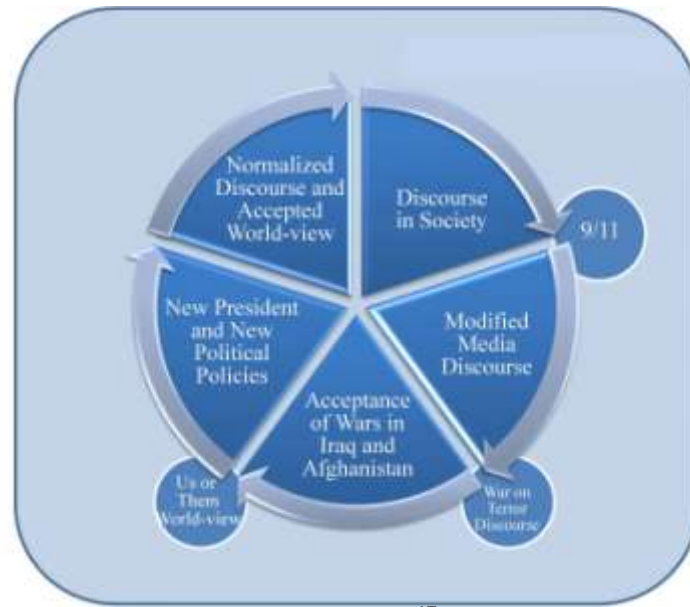 Normalized
Discourse and
Accepted
World-view
Discourse
in Society
9/11
New President
and New
Political
Policies
Modified
Media
Discourse
Acceptance
of Wars in
Iraq and
Afghanistan
Us or
Them
World-view
War on
Terror
Discourse